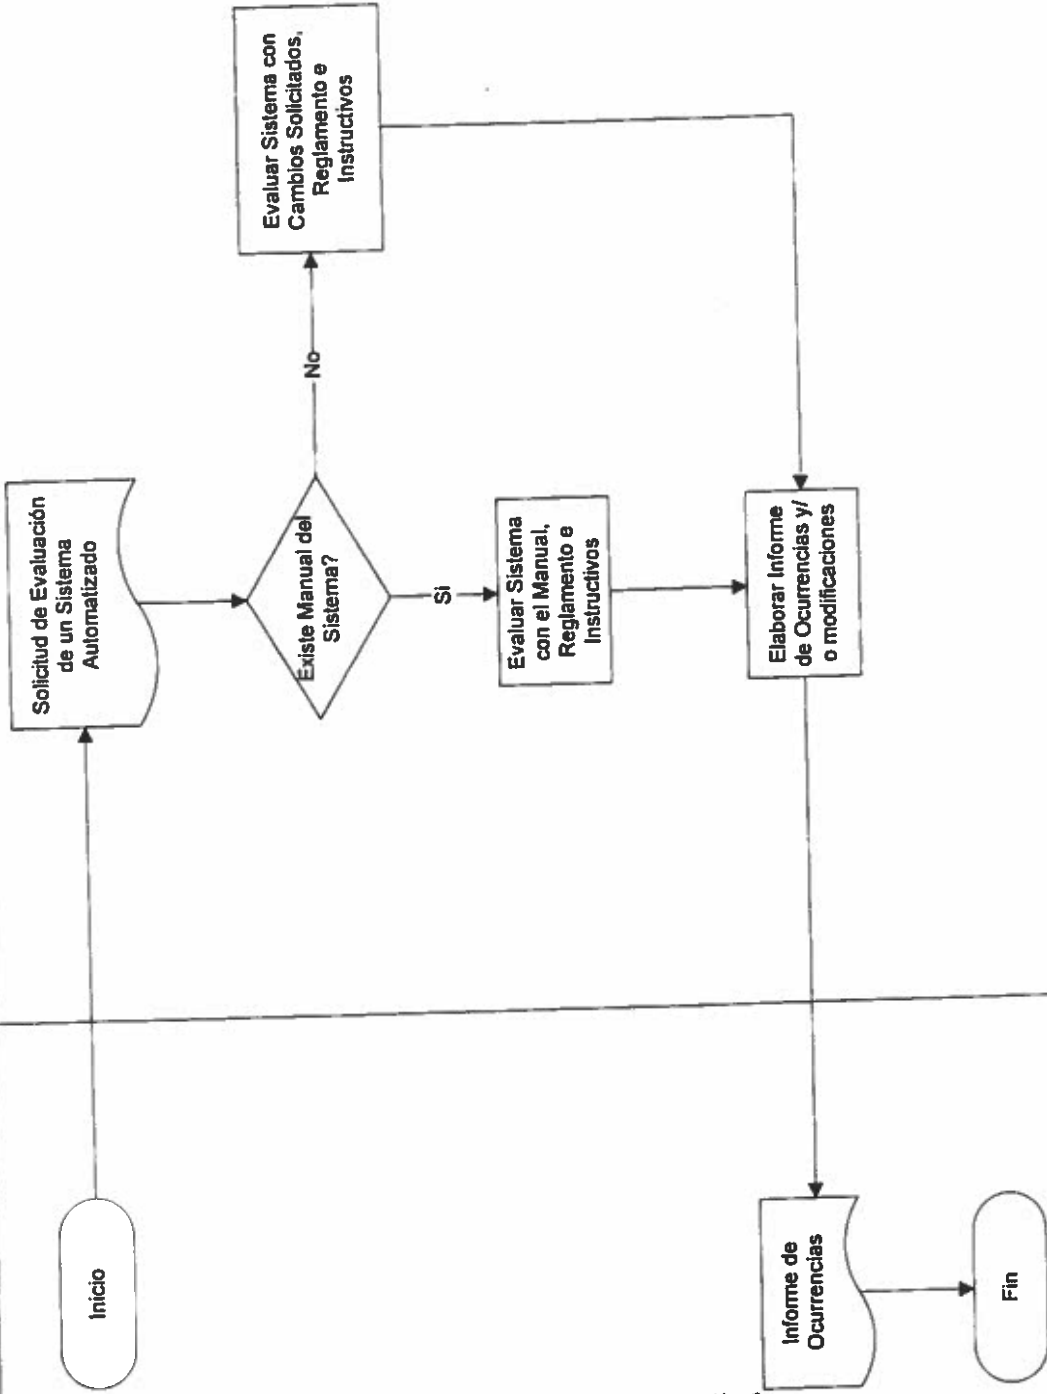 Inicio
Solicitud de Evaluación
de un Sistema
Automatizado
Existe Manual del
Sistema?
No
Evaluar Sistema con
Cambios Solicitados,
Reglamento e
Instructivos
Si
Evaluar Sistema
con el Manual,
Reglamento e
Instructivos
Elaborar Informe
de Ocurrencias y/
o modificaciones
Informe de
Ocurrencias
Fin